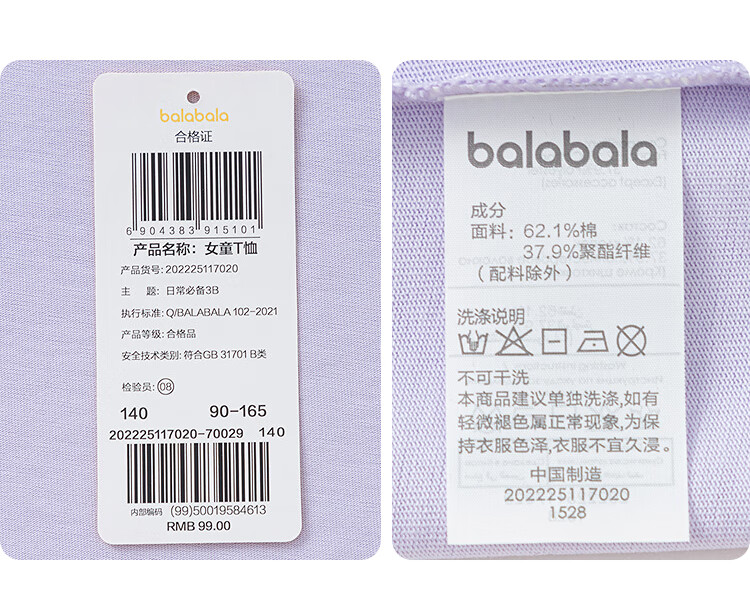 balabala
合格证
6 904383 915101
产品名称：女童T恤
产品货号：202225117020
主 题：日常必备3B
执行标准：Q/BALABALA 102-2021
产品等级：合格品
安全技术类别：符合GB 31701 B类
检验员：08
140 90-165
202225117020-70029 140
内部编码 (99)50019584613
RMB 99.00
balabala
成分
面料：62.1%棉
37.9%聚酯纤维
（配料除外）
洗涤说明
不可干洗
本商品建议单独洗涤,如有
轻微褪色属正常现象,为保
持衣服色泽,衣服不宜久浸。
中国制造
202225117020
1528